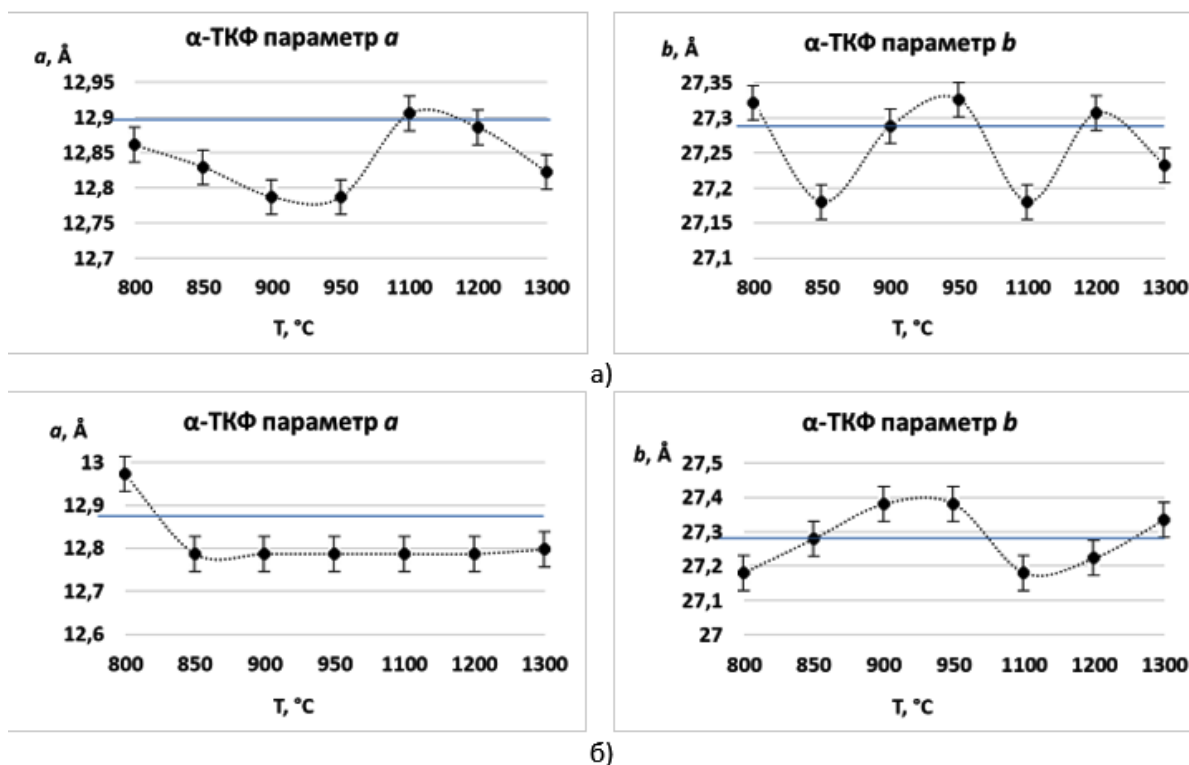 α-ТКФ параметр a
a, Å
12,95
12,9
12,85
12,8
12,75
12,7
800 850 900 950 1100 1200 1300
T, °C
α-ТКФ параметр b
b, Å
27,35
27,3
27,25
27,2
27,15
27,1
800 850 900 950 1100 1200 1300
T, °C
а)
α-ТКФ параметр a
a, Å
13
12,9
12,8
12,7
12,6
800 850 900 950 1100 1200 1300
T, °C
α-ТКФ параметр b
b, Å
27,5
27,4
27,3
27,2
27,1
27
800 850 900 950 1100 1200 1300
T, °C
б)